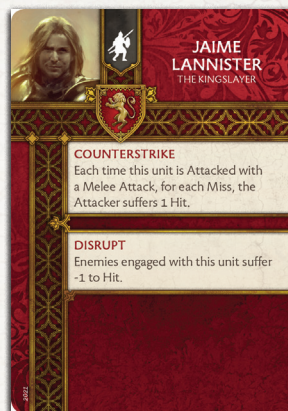 JAIME
LANNISTER
THE KINGSLAYER
COUNTERSTRIKE
Each time this unit is Attacked with
a Melee Attack, for each Miss, the
Attacker suffers 1 Hit.
DISRUPT
Enemies engaged with this unit suffer
-1 to Hit.
2021